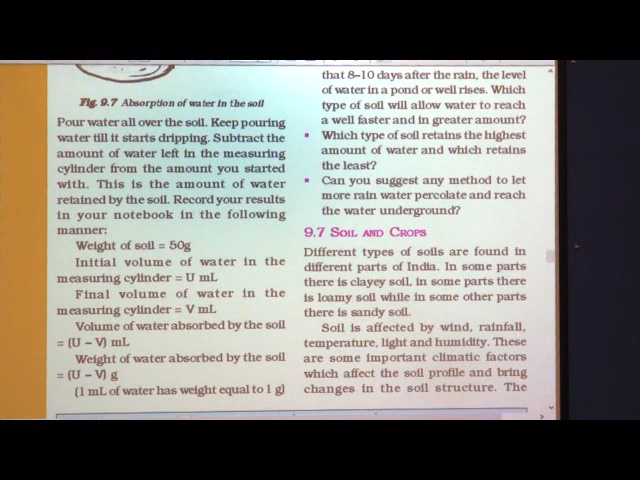 Fig. 9.7 Absorption of water in the soil
Pour water all over the soil. Keep pouring
water till it starts dripping. Subtract the
amount of water left in the measuring
cylinder from the amount you started
with. This is the amount of water
retained by the soil. Record your results
in your notebook in the following
manner:
Weight of soil = 50g
Initial volume of water in the
measuring cylinder = U mL
Final volume of water in the
measuring cylinder = V mL
Volume of water absorbed by the soil
= (U – V) mL
Weight of water absorbed by the soil
= (U – V) g
(1 mL of water has weight equal to 1 g)
that 8–10 days after the rain, the level
of water in a pond or well rises. Which
type of soil will allow water to reach
a well faster and in greater amount?
• Which type of soil retains the highest
amount of water and which retains
the least?
• Can you suggest any method to let
more rain water percolate and reach
the water underground?
9.7 SOIL AND CROPS
Different types of soils are found in
different parts of India. In some parts
there is clayey soil, in some parts there
is loamy soil while in some other parts
there is sandy soil.
Soil is affected by wind, rainfall,
temperature, light and humidity. These
are some important climatic factors
which affect the soil profile and bring
changes in the soil structure. The